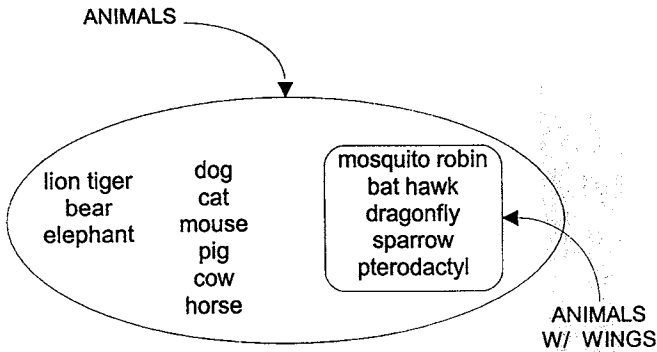 ANIMALS
lion tiger
bear
elephant
dog
cat
mouse
pig
cow
horse
mosquito robin
bat hawk
dragonfly
sparrow
pterodactyl
ANIMALS
W/ WINGS